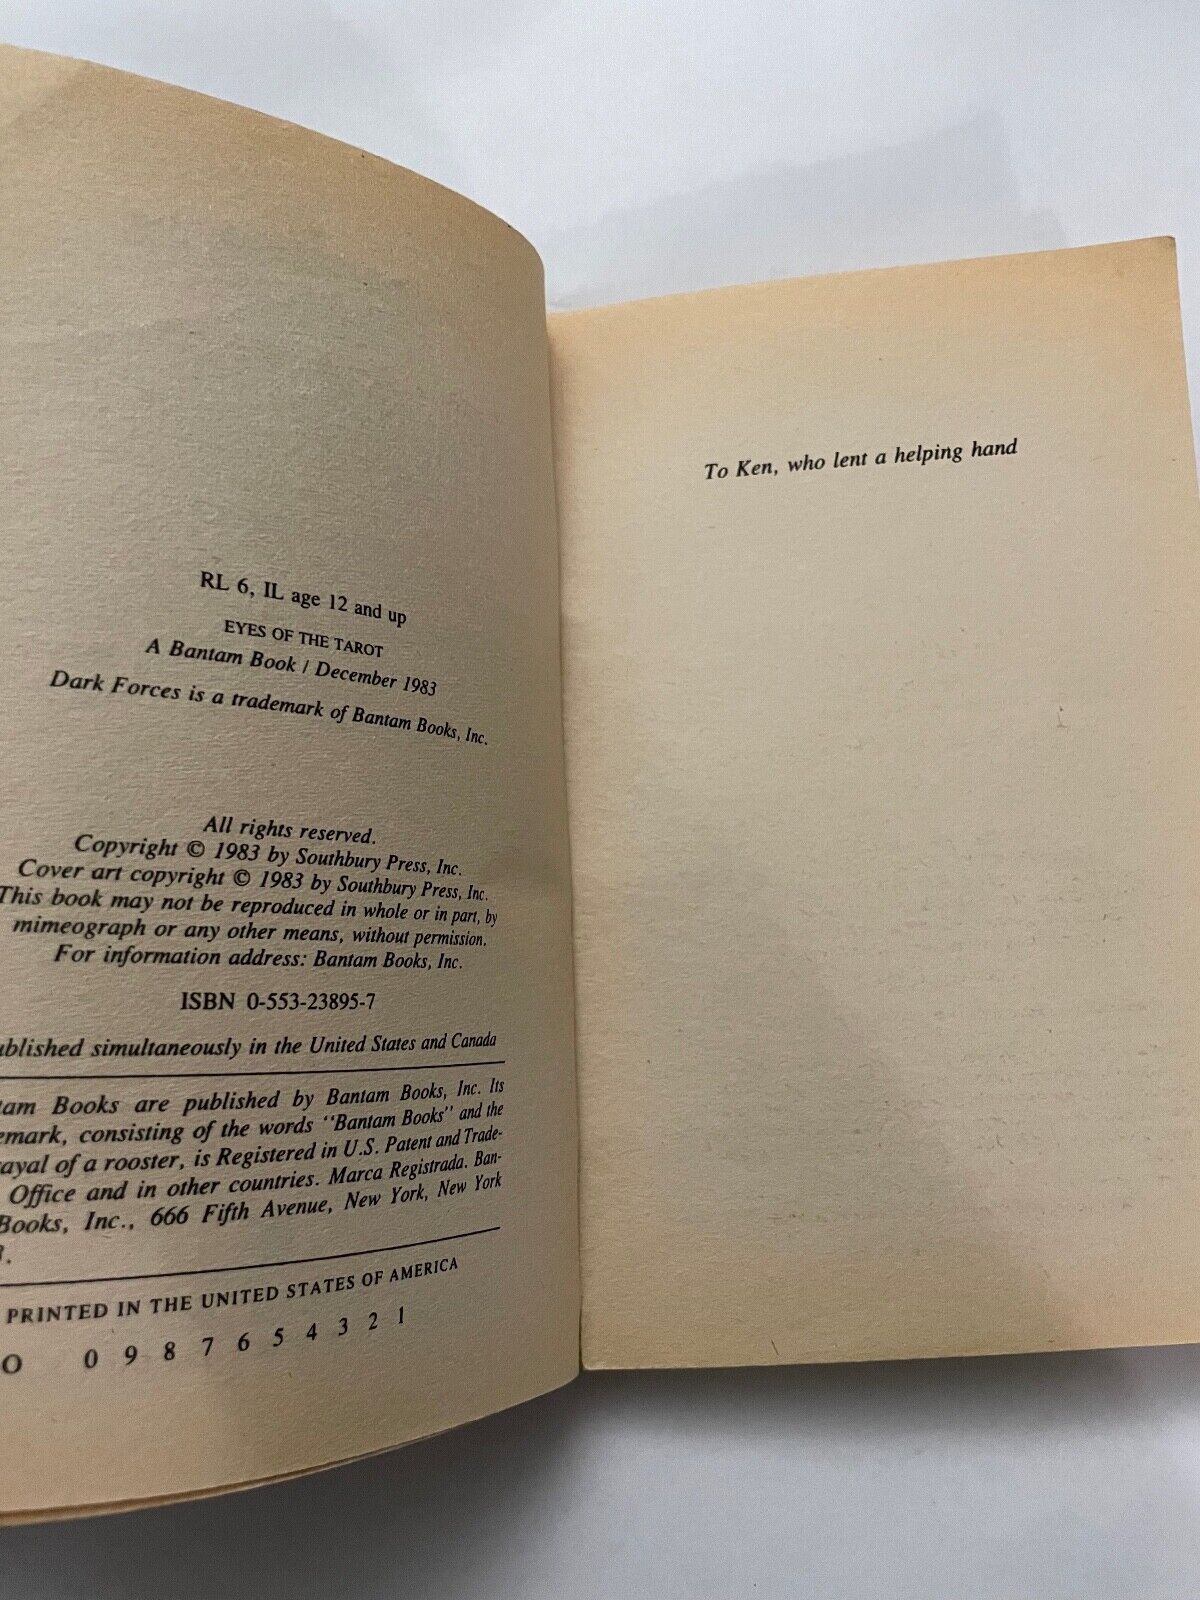 RL 6, IL age 12 and up
EYES OF THE TAROT
A Bantam Book / December 1983
Dark Forces is a trademark of Bantam Books, Inc.
All rights reserved.
Copyright © 1983 by Southbury Press, Inc.
Cover art copyright © 1983 by Southbury Press, Inc.
This book may not be reproduced in whole or in part, by
mimeograph or any other means, without permission.
For information address: Bantam Books, Inc.
ISBN 0-553-23895-7
ublished simultaneously in the United States and Canada
tam Books are published by Bantam Books, Inc. Its
emark, consisting of the words "Bantam Books" and the
rayal of a rooster, is Registered in U.S. Patent and Trade-
Office and in other countries. Marca Registrada. Ban-
Books, Inc., 666 Fifth Avenue, New York, New York
PRINTED IN THE UNITED STATES OF AMERICA
O 0 9 8 7 6 5 4 3 2 1
To Ken, who lent a helping hand